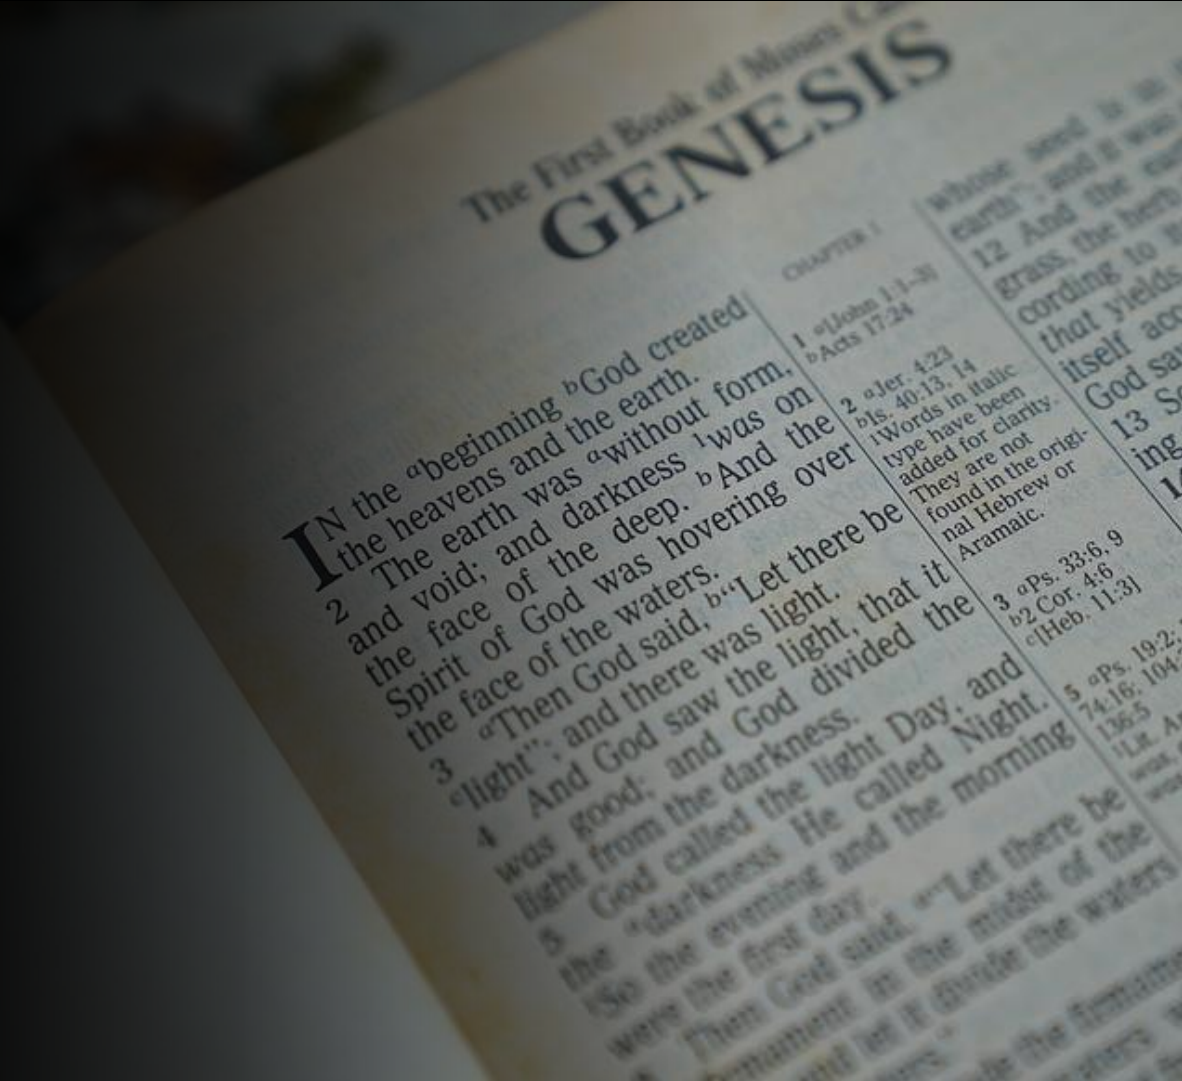 The First Book of Moses
GENESIS
IN the ᵃbeginning ᵇGod created
the heavens and the earth.
2 The earth was ᵃwithout form,
and void; and darkness ¹was on
the face of the deep. ᵇAnd the
Spirit of God was hovering over
the face of the waters.
3 ᵃThen God said, ᵇ“Let there be
ᶜlight”; and there was light.
4 And God saw the light, that it
was good; and God divided the
light from the darkness.
5 God called the light Day, and
the ᵃdarkness He called Night.
¹So the evening and the morning
were the first day.
Then God said, ᵃ“Let there be
in the midst of the
and let it divide the waters
the
CHAPTER 1
1 ᵃ[John 1:1–3]
ᵇActs 17:24
2 ᵃJer. 4:23
ᵇIs. 40:13, 14
¹Words in italic
type have been
added for clarity.
They are not
found in the origi-
nal Hebrew or
Aramaic.
3 ᵃPs. 33:6, 9
ᵇ2 Cor. 4:6
ᶜ[Heb. 11:3]
5 ᵃPs. 19:2;
74:16; 104:
136:5
¹Lit.
whose seed is
earth”; and it was
12 And the
grass, the herb
cording to
that yields
itself
God
13